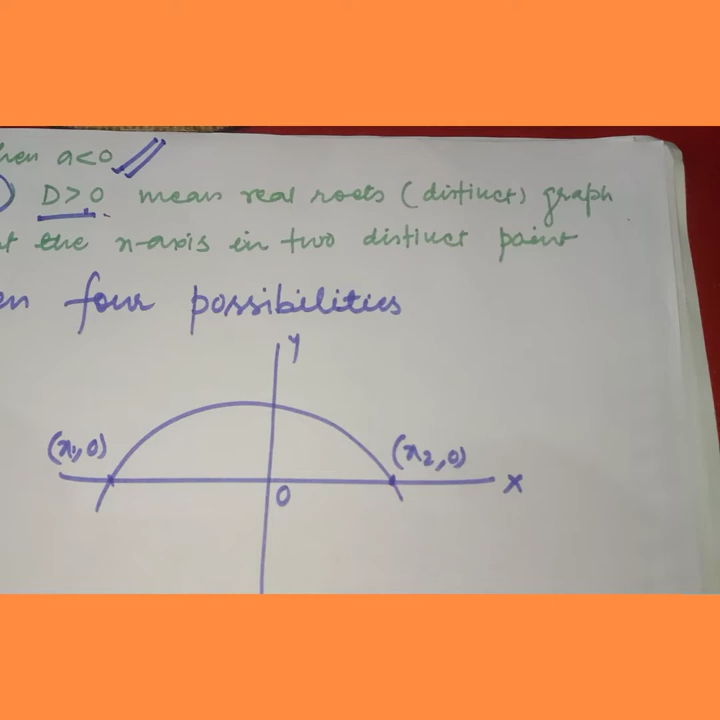 hen a<0
) D>0 mean real roots (distinct) graph
t the x-axis in two distinct point
en four possibilities
y
(x₁,0) (x₂,0)
0 x